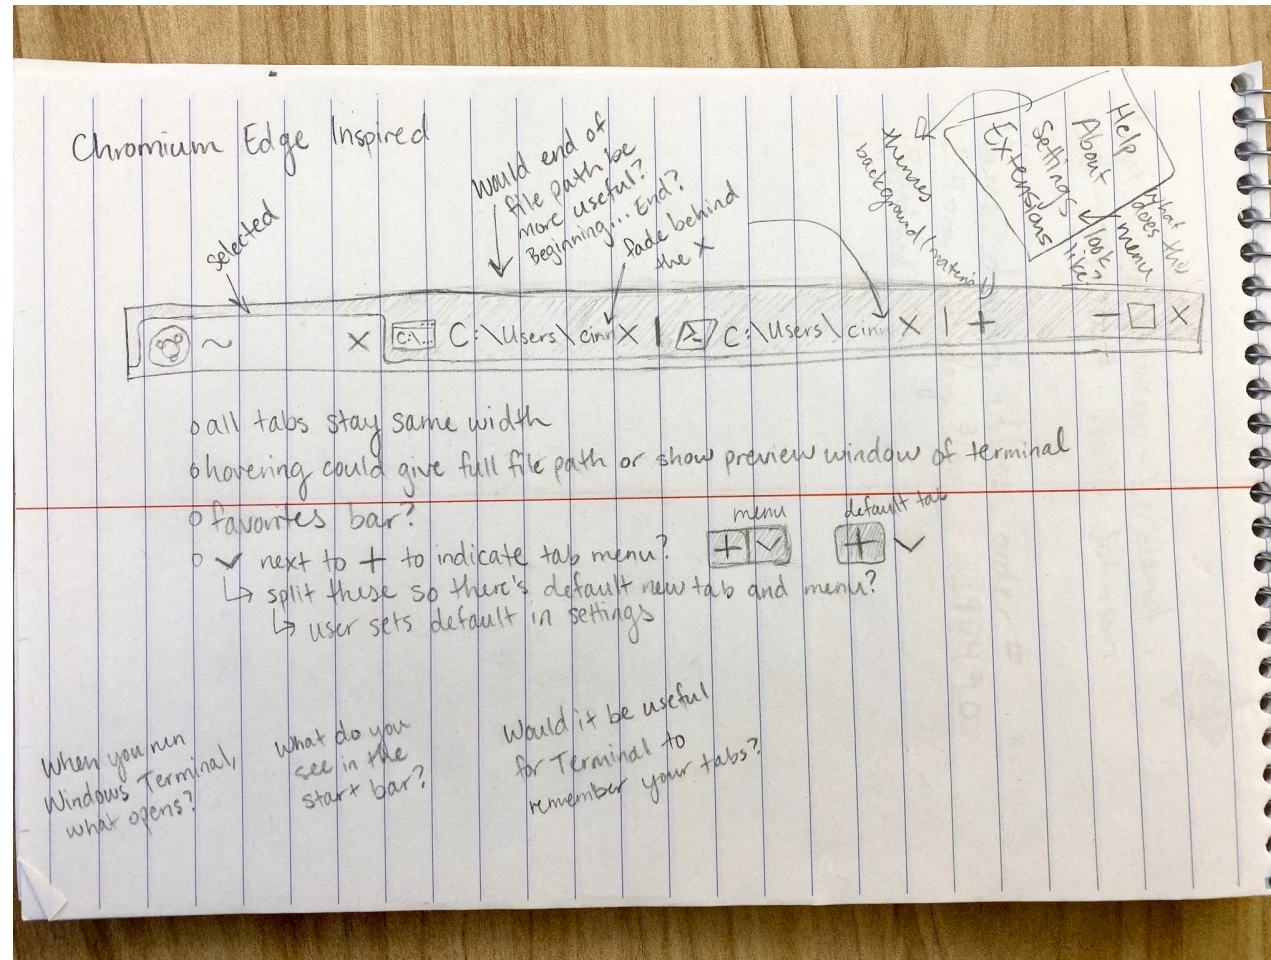 Chromium Edge Inspired
selected
Would end of
file path be
more useful?
Beginning... End?
fade behind
the X
themes
background (material)
Extensions
Settings
About
Help
what
does this
menu
look
like?
~ X C:\... C:\Users\cinn X | >_ C:\Users\cinn X | + — □ X
o all tabs stay same width
o hovering could give full file path or show preview window of terminal
o favorites bar?
menu
default tab
o ∨ next to + to indicate tab menu? + ∨ + ∨
↳ split these so there's default new tab and menu?
↳ user sets default in settings
When you run
Windows Terminal,
what opens?
What do you
see in the
start bar?
Would it be useful
for Terminal to
remember your tabs?